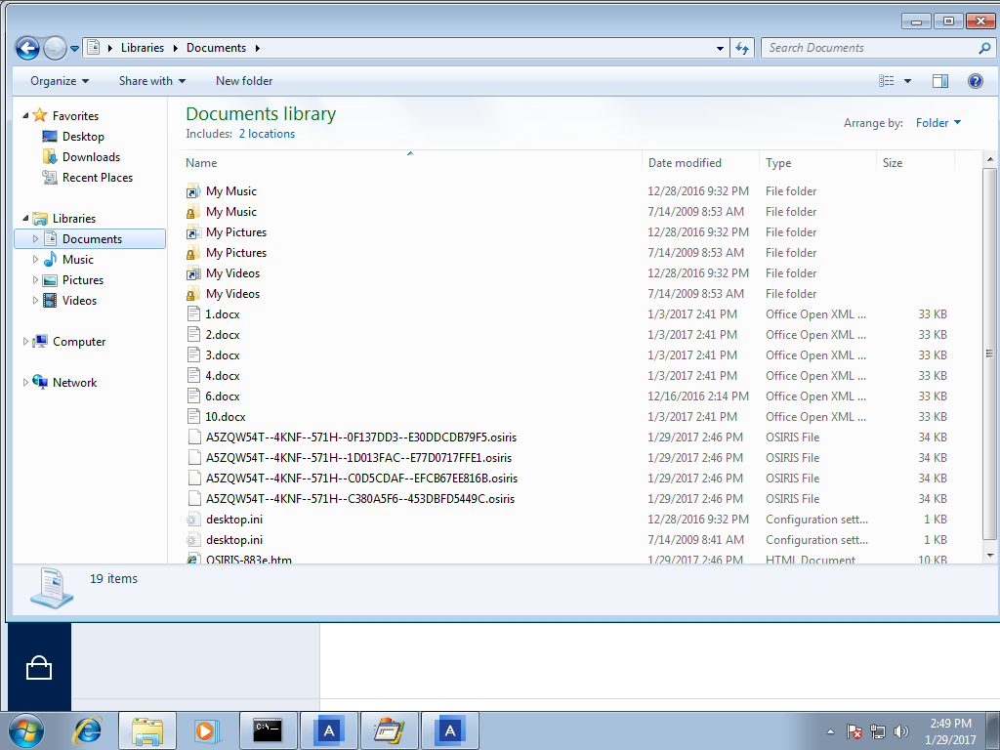 Libraries Documents
Search Documents
Organize Share with New folder
Favorites
Desktop
Downloads
Recent Places
Libraries
Documents
Music
Pictures
Videos
Computer
Network
Documents library
Includes: 2 locations
Arrange by: Folder
Name Date modified Type Size
My Music 12/28/2016 9:32 PM File folder
My Music 7/14/2009 8:53 AM File folder
My Pictures 12/28/2016 9:32 PM File folder
My Pictures 7/14/2009 8:53 AM File folder
My Videos 12/28/2016 9:32 PM File folder
My Videos 7/14/2009 8:53 AM File folder
1.docx 1/3/2017 2:41 PM Office Open XML ... 33 KB
2.docx 1/3/2017 2:41 PM Office Open XML ... 33 KB
3.docx 1/3/2017 2:41 PM Office Open XML ... 33 KB
4.docx 1/3/2017 2:41 PM Office Open XML ... 33 KB
6.docx 12/16/2016 2:14 PM Office Open XML ... 33 KB
10.docx 1/3/2017 2:41 PM Office Open XML ... 33 KB
A5ZQW54T--4KNF--571H--0F137DD3--E30DDCDB79F5.osiris 1/29/2017 2:46 PM OSIRIS File 34 KB
A5ZQW54T--4KNF--571H--1D013FAC--E77D0717FFE1.osiris 1/29/2017 2:46 PM OSIRIS File 34 KB
A5ZQW54T--4KNF--571H--C0D5CDAF--EFCB67EE816B.osiris 1/29/2017 2:46 PM OSIRIS File 34 KB
A5ZQW54T--4KNF--571H--C380A5F6--453DBFD5449C.osiris 1/29/2017 2:46 PM OSIRIS File 34 KB
desktop.ini 12/28/2016 9:32 PM Configuration sett... 1 KB
desktop.ini 7/14/2009 8:41 AM Configuration sett... 1 KB
OSIRIS-883e.htm 1/29/2017 2:46 PM HTML Document 10 KB
19 items
C:\
A
A
2:49 PM
1/29/2017